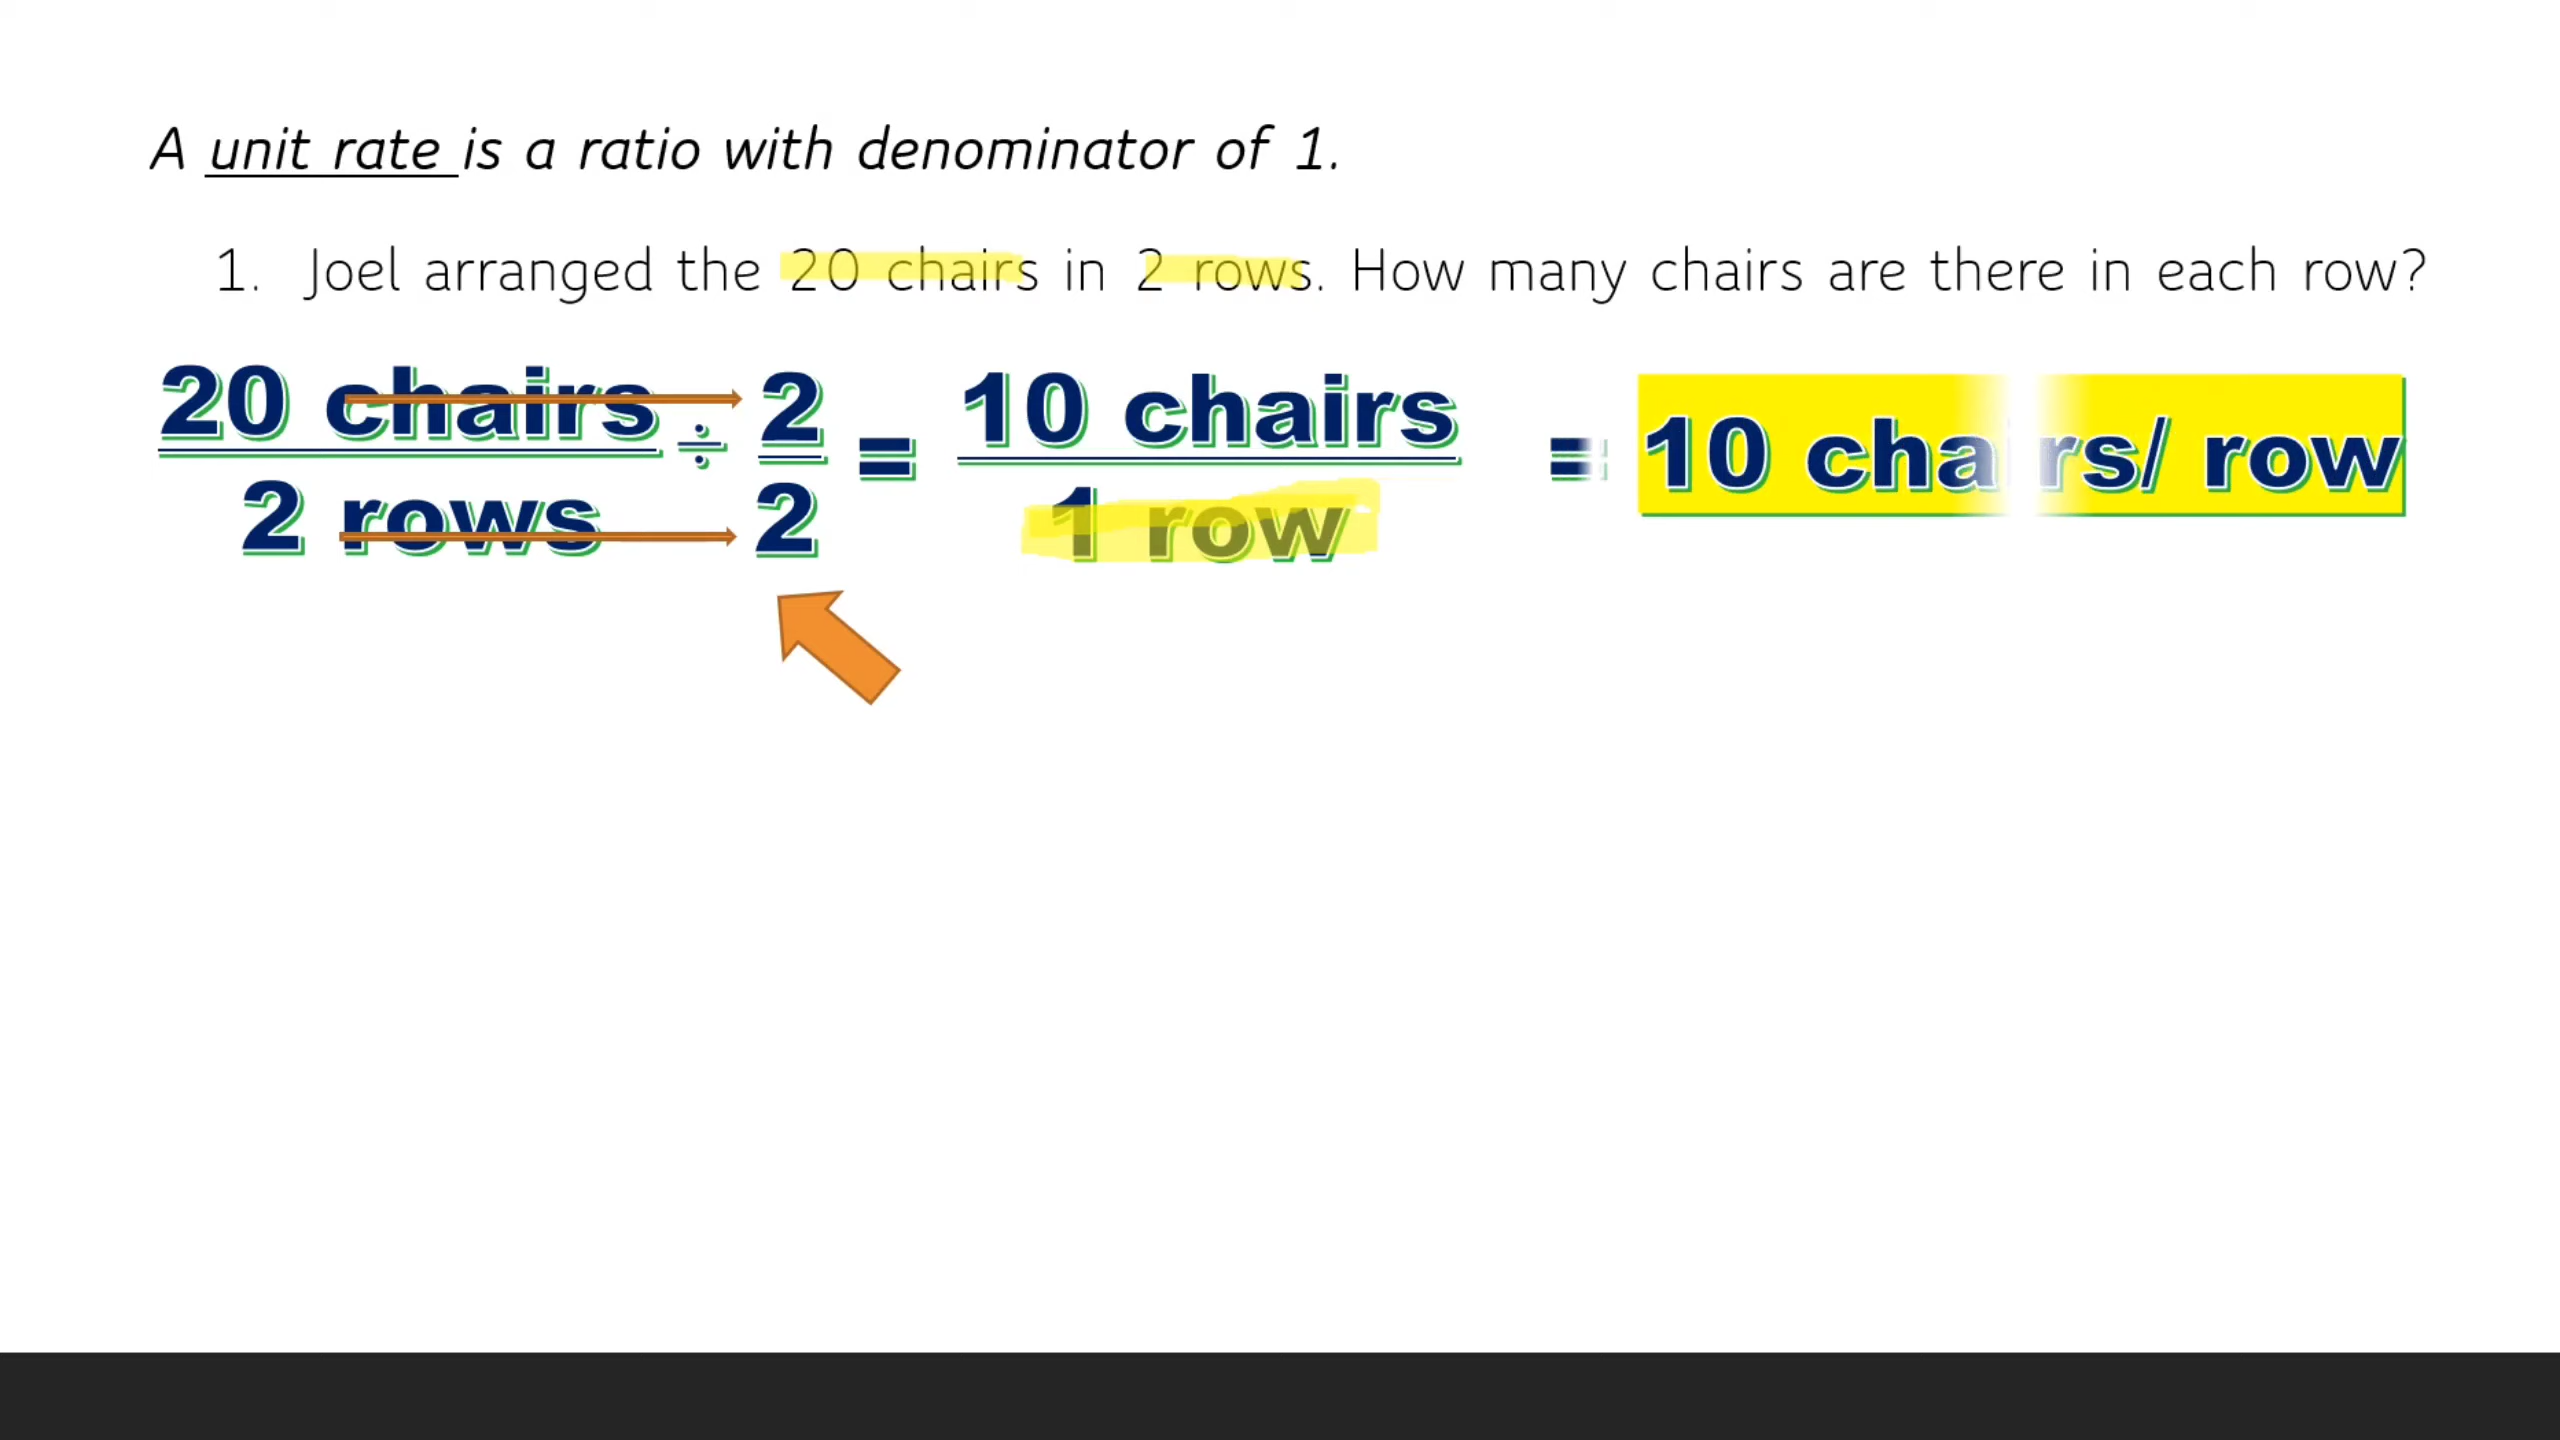 A unit rate is a ratio with denominator of 1.
1. Joel arranged the 20 chairs in 2 rows. How many chairs are there in each row?
20 chairs ÷ 2 = 10 chairs = 10 chairs/ row
2 rows 2 1 row